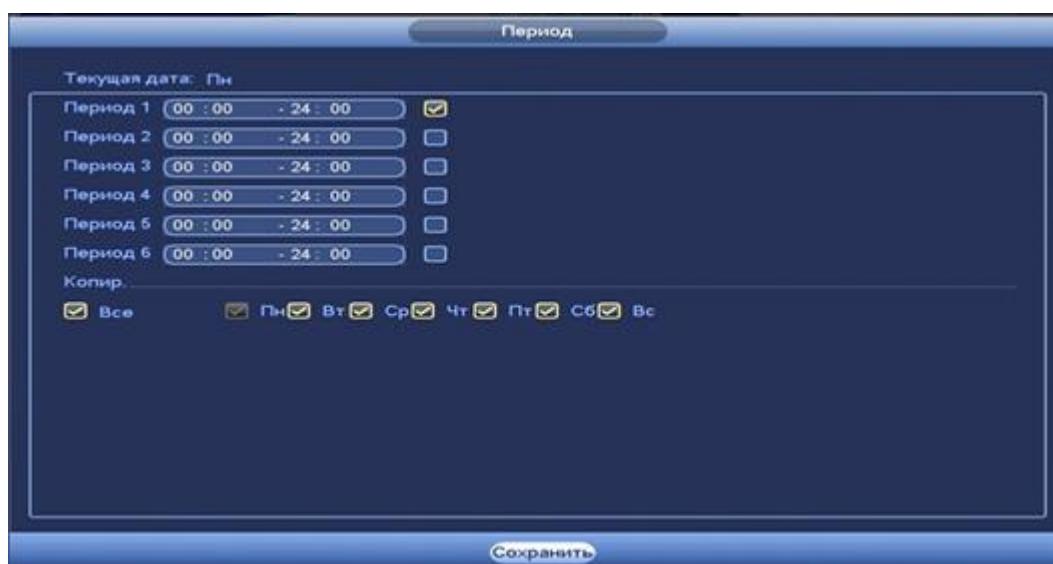 Период
Текущая дата: Пн
Период 1 00 : 00 - 24 : 00
Период 2 00 : 00 - 24 : 00
Период 3 00 : 00 - 24 : 00
Период 4 00 : 00 - 24 : 00
Период 5 00 : 00 - 24 : 00
Период 6 00 : 00 - 24 : 00
Копир.
Все Пн Вт Ср Чт Пт Сб Вс
Сохранить